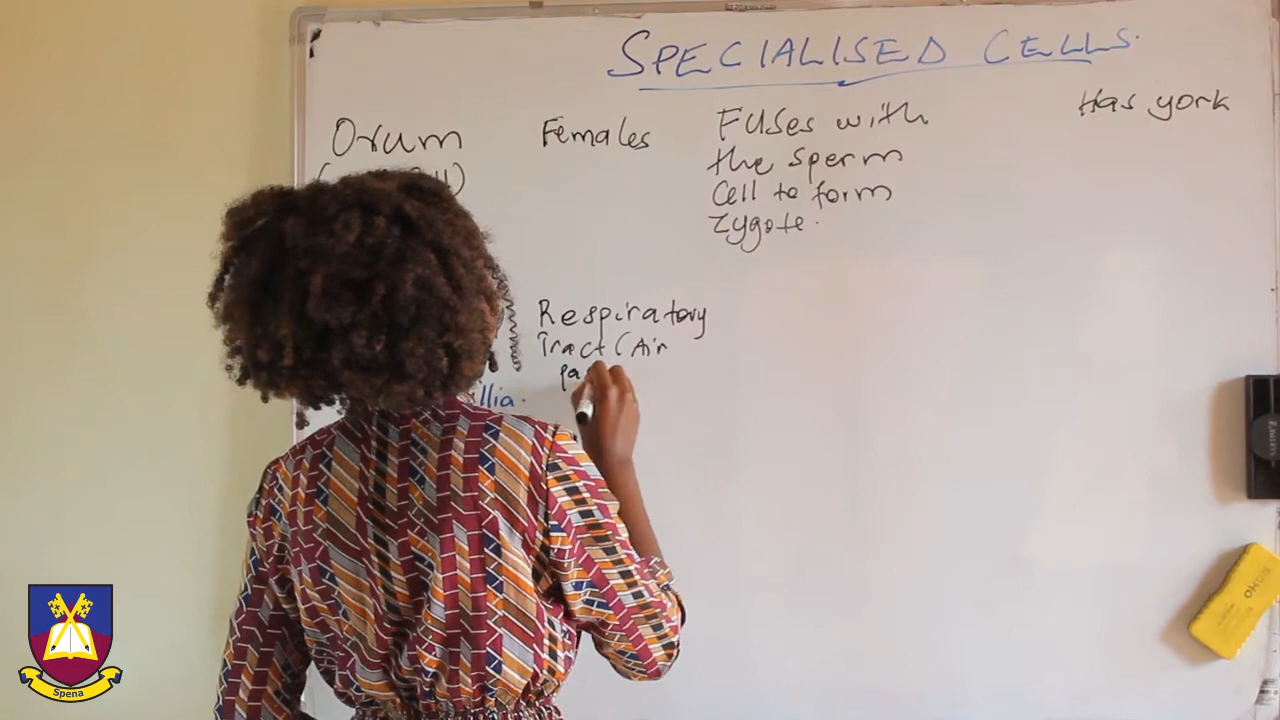 SPECIALISED CELLS.
Ovum
Females
Fuses with
the sperm
Cell to form
Zygote.
Has york
Respiratory
Tract (Air
Pa
llia.
Spena